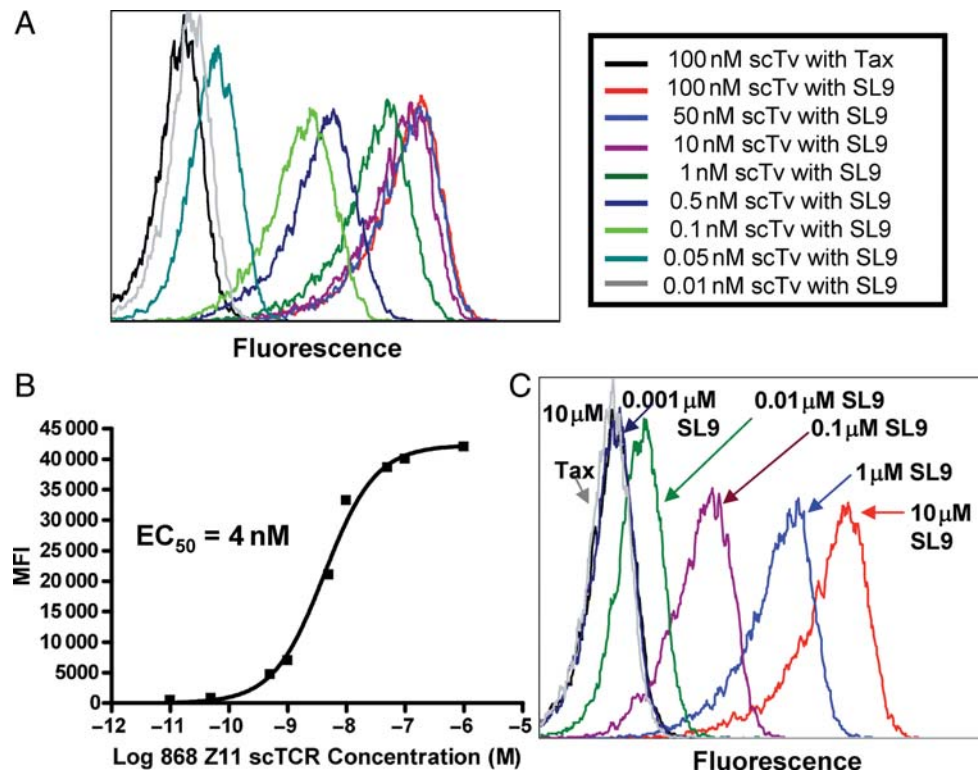 A
100 nM scTv with Tax
100 nM scTv with SL9
50 nM scTv with SL9
10 nM scTv with SL9
1 nM scTv with SL9
0.5 nM scTv with SL9
0.1 nM scTv with SL9
0.05 nM scTv with SL9
0.01 nM scTv with SL9
Fluorescence
B
45 000
40 000
35 000
30 000
25 000
20 000
15 000
10 000
5000
0
MFI
EC50 = 4 nM
−12 −11 −10 −9 −8 −7 −6 −5
Log 868 Z11 scTCR Concentration (M)
C
10 μM
Tax
0.001 μM
SL9
0.01 μM SL9
0.1 μM SL9
1 μM SL9
10 μM
SL9
Fluorescence